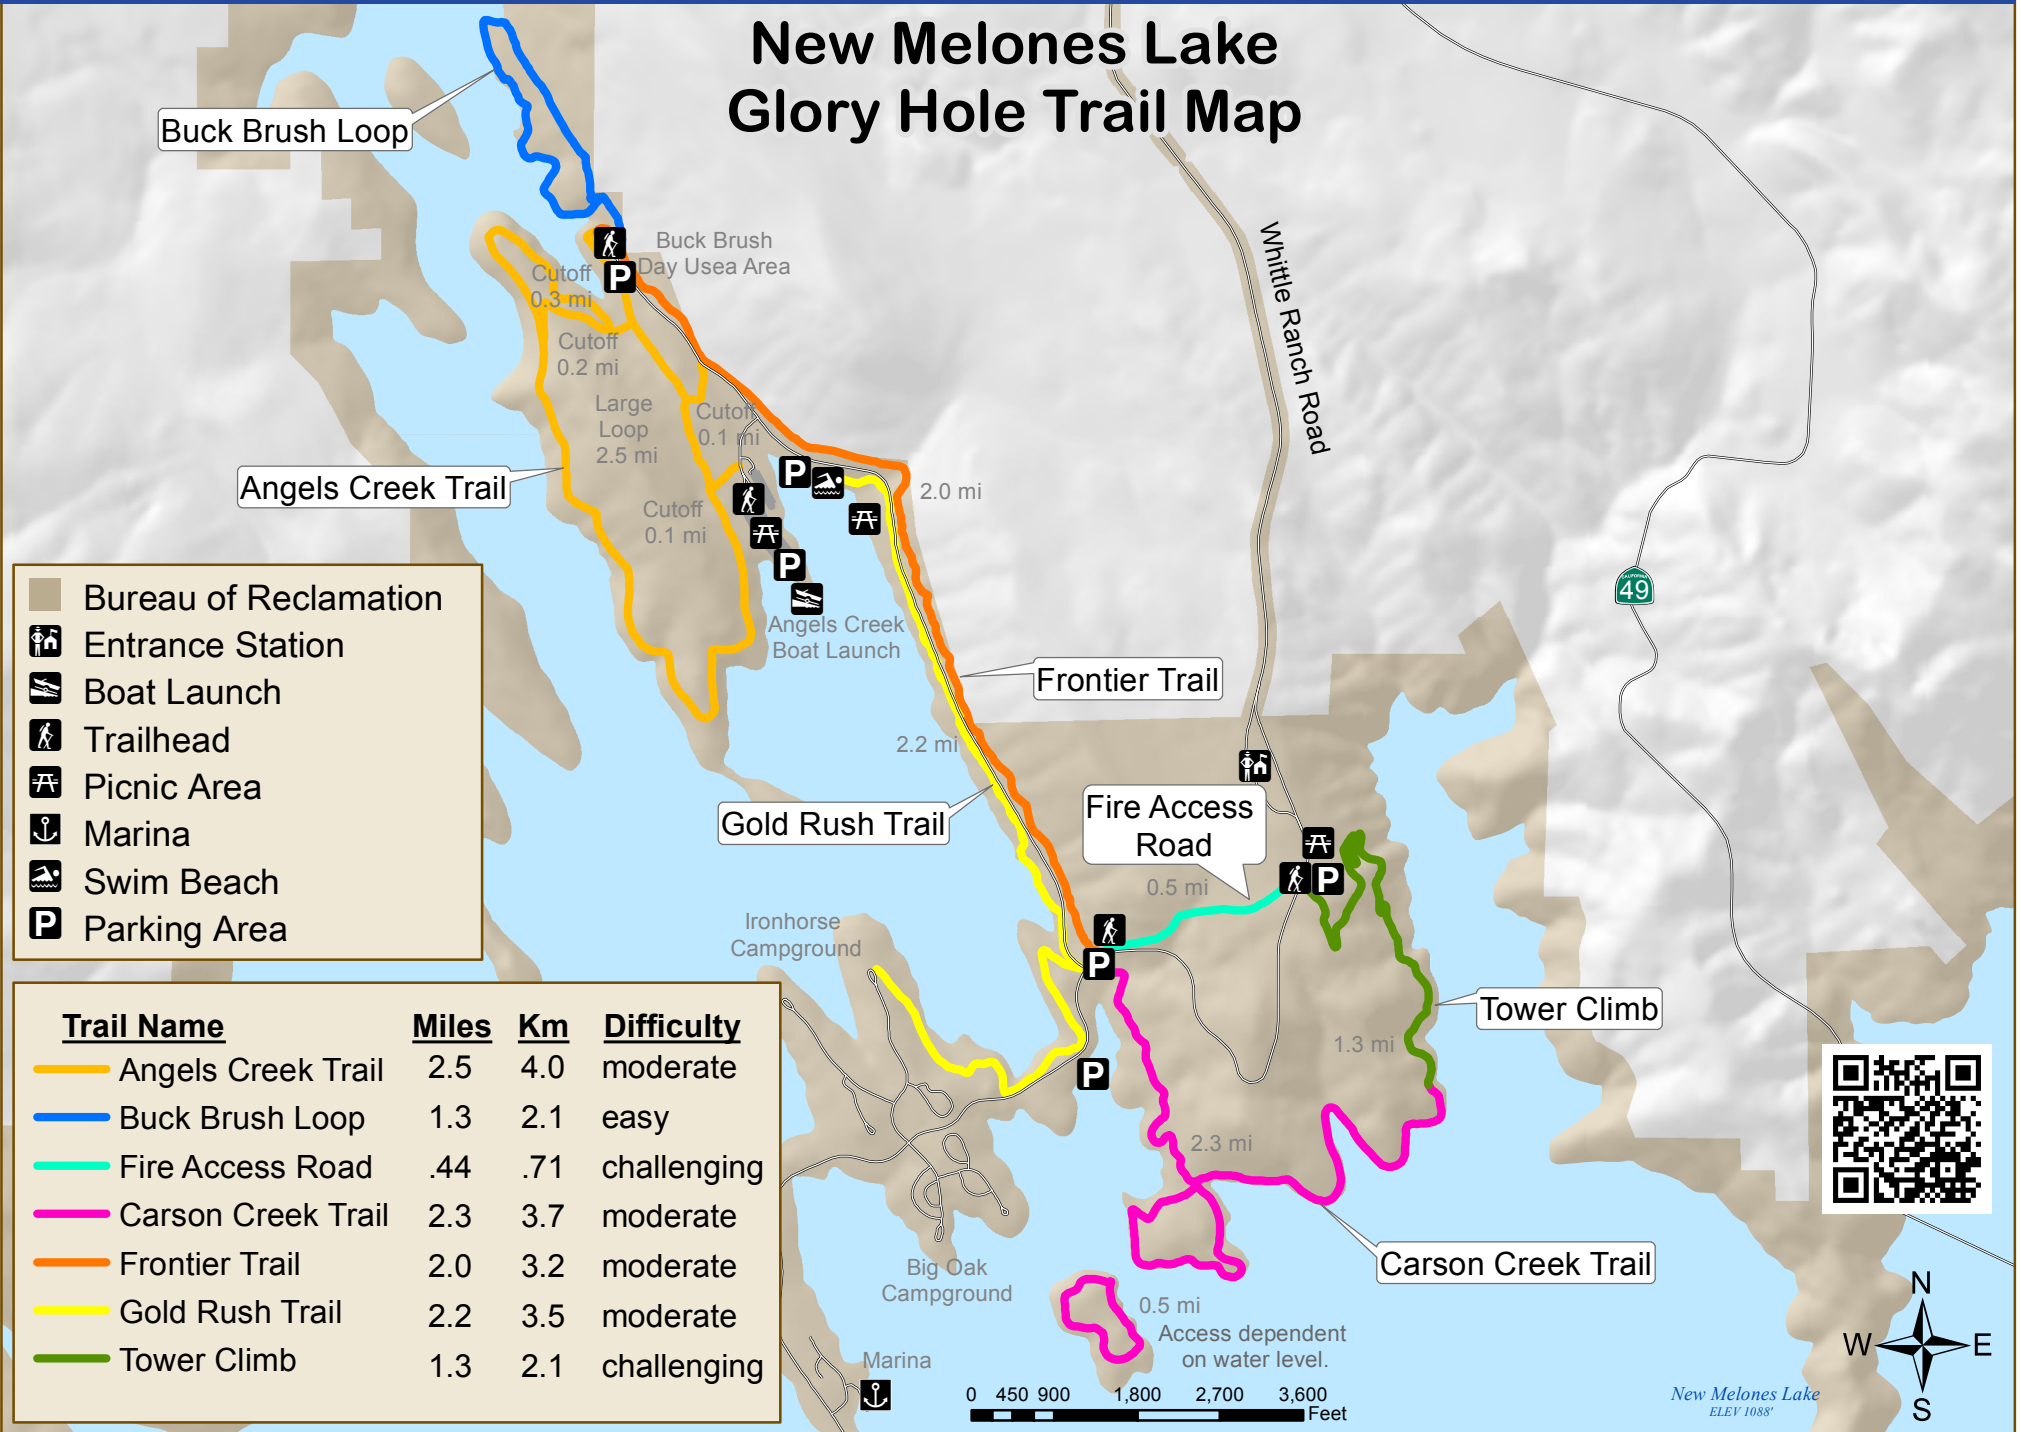 New Melones Lake
Glory Hole Trail Map
Buck Brush Loop
Buck Brush
Day Usea Area
Cutoff
0.3 mi
Cutoff
0.2 mi
Large
Loop
2.5 mi
Cutoff
0.1 mi
Cutoff
0.1 mi
Angels Creek Trail
P
P
P
2.0 mi
Whittle Ranch Road
CALIFORNIA
49
Angels Creek
Boat Launch
Frontier Trail
2.2 mi
Gold Rush Trail
Fire Access
Road
0.5 mi
P
P
P
Ironhorse
Campground
Tower Climb
1.3 mi
2.3 mi
Carson Creek Trail
Big Oak
Campground
0.5 mi
Access dependent
on water level.
Marina
Bureau of Reclamation
Entrance Station
Boat Launch
Trailhead
Picnic Area
Marina
Swim Beach
P Parking Area
Trail Name Miles Km Difficulty
Angels Creek Trail 2.5 4.0 moderate
Buck Brush Loop 1.3 2.1 easy
Fire Access Road .44 .71 challenging
Carson Creek Trail 2.3 3.7 moderate
Frontier Trail 2.0 3.2 moderate
Gold Rush Trail 2.2 3.5 moderate
Tower Climb 1.3 2.1 challenging
0 450 900 1,800 2,700 3,600
Feet
New Melones Lake
ELEV 1088'
N
W E
S